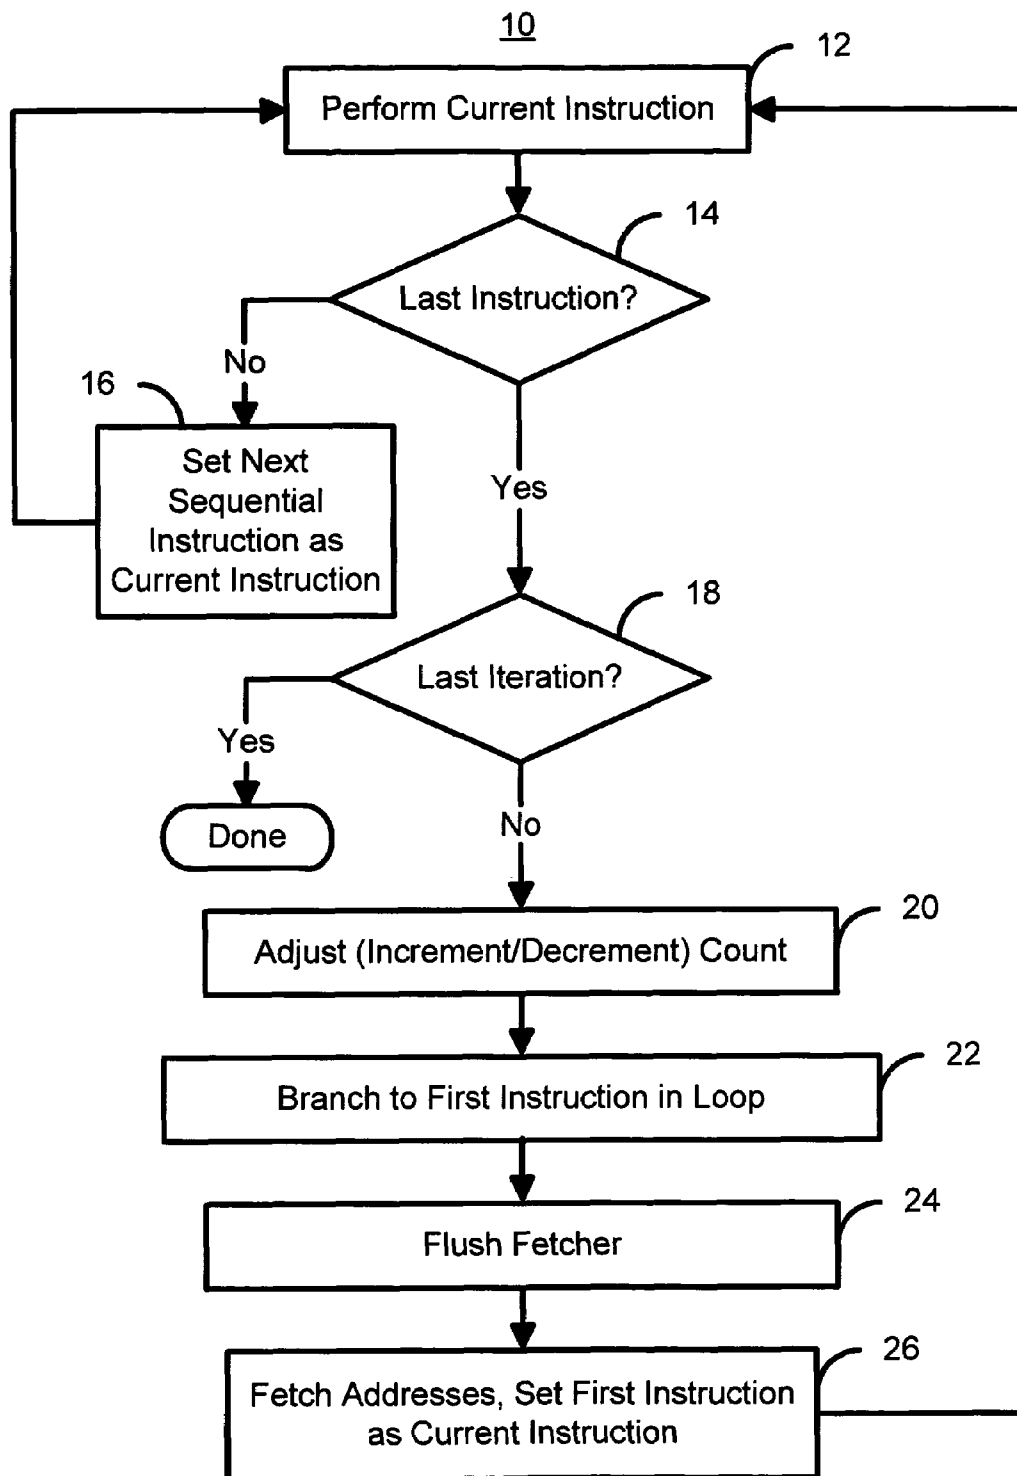 10
12
Perform Current Instruction
14
Last Instruction?
No
16
Set Next
Sequential
Instruction as
Current Instruction
Yes
18
Last Iteration?
Yes
Done
No
20
Adjust (Increment/Decrement) Count
22
Branch to First Instruction in Loop
24
Flush Fetcher
26
Fetch Addresses, Set First Instruction
as Current Instruction